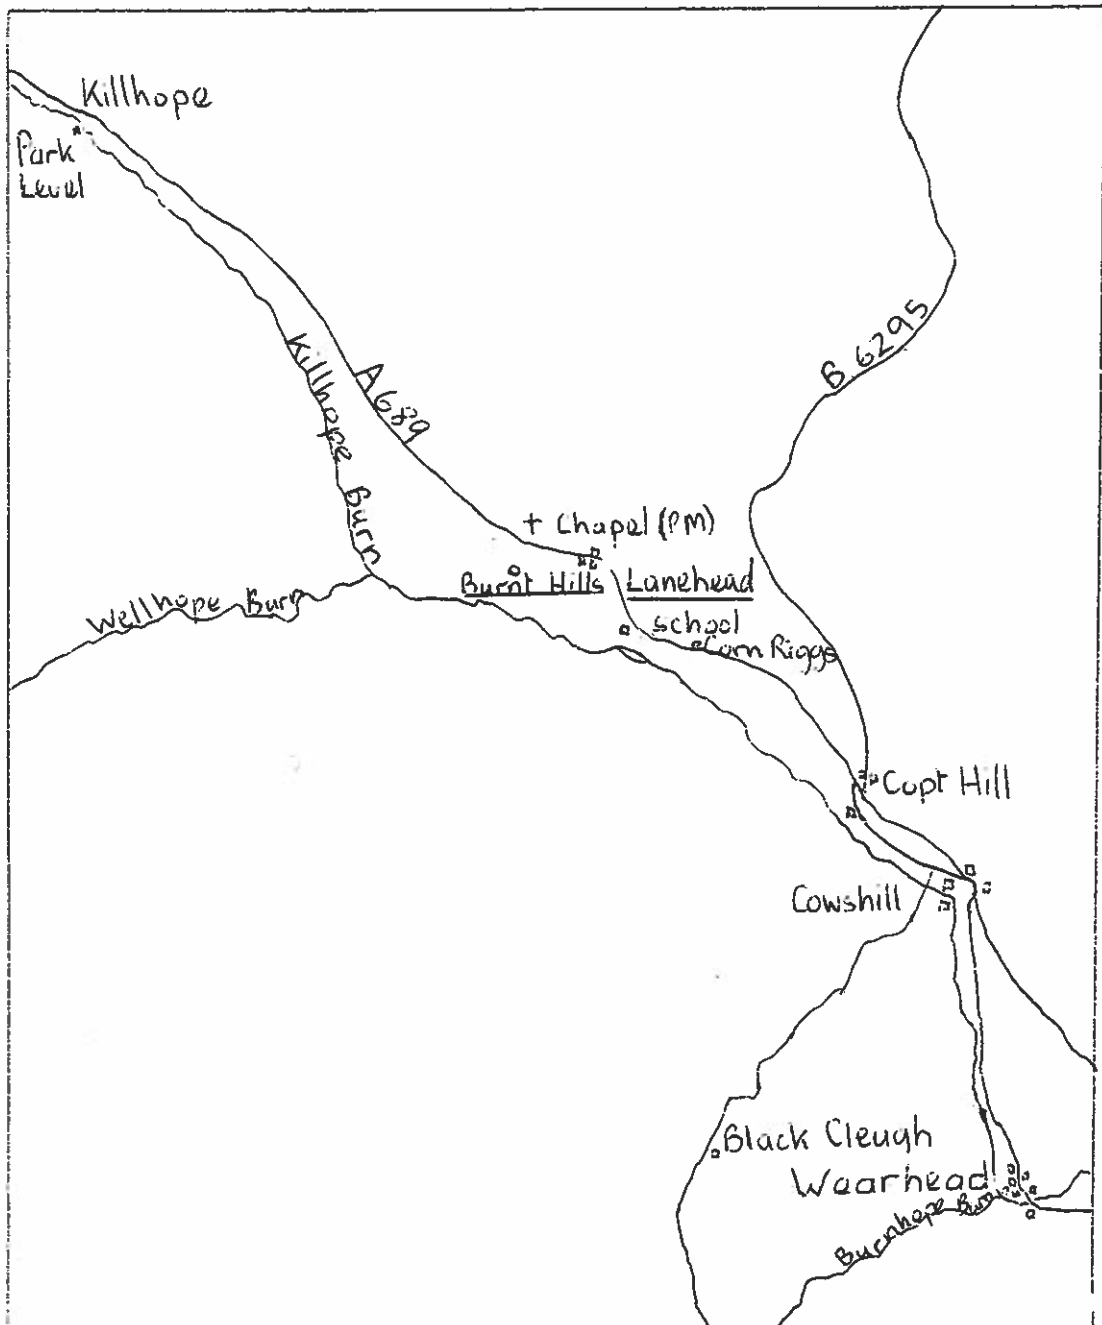 Killhope
Park
Level
B 6295
A 689
Killhope Burn
+ Chapel (PM)
Burnt Hills
Lanehead
school
Corn Riggs
Wellhope Burn
Copt Hill
Cowshill
Black Cleugh
Wearhead
Burnhope Burn